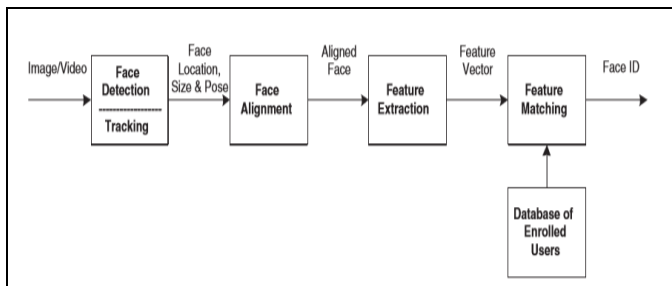 Image/Video
Face
Detection
Tracking
Face
Location,
Size & Pose
Face
Alignment
Aligned
Face
Feature
Extraction
Feature
Vector
Feature
Matching
Face ID
Database of
Enrolled
Users